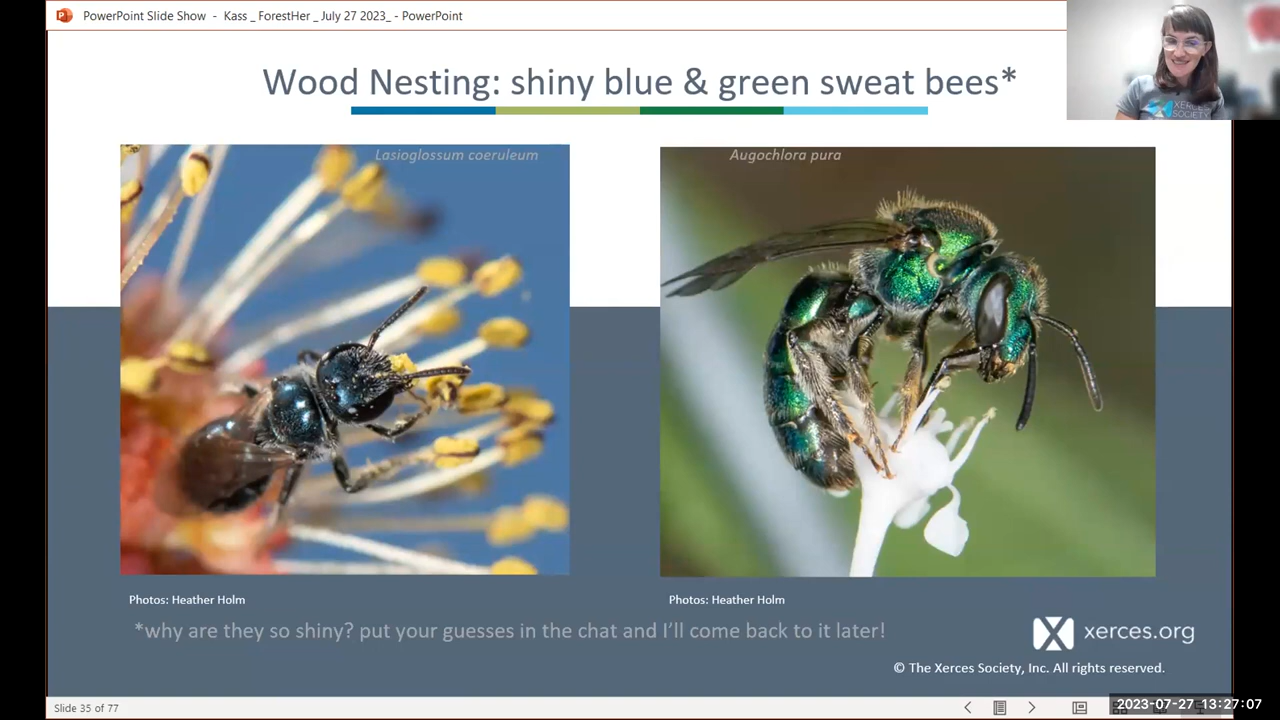 PowerPoint Slide Show - Kass _ ForestHer _ July 27 2023_ - PowerPoint
Wood Nesting: shiny blue & green sweat bees*
XERCES
SOCIETY
Lasioglossum coeruleum
Augochlora pura
Photos: Heather Holm
Photos: Heather Holm
*why are they so shiny? put your guesses in the chat and I'll come back to it later!
xerces.org
© The Xerces Society, Inc. All rights reserved.
Slide 35 of 77
2023-07-27 13:27:07